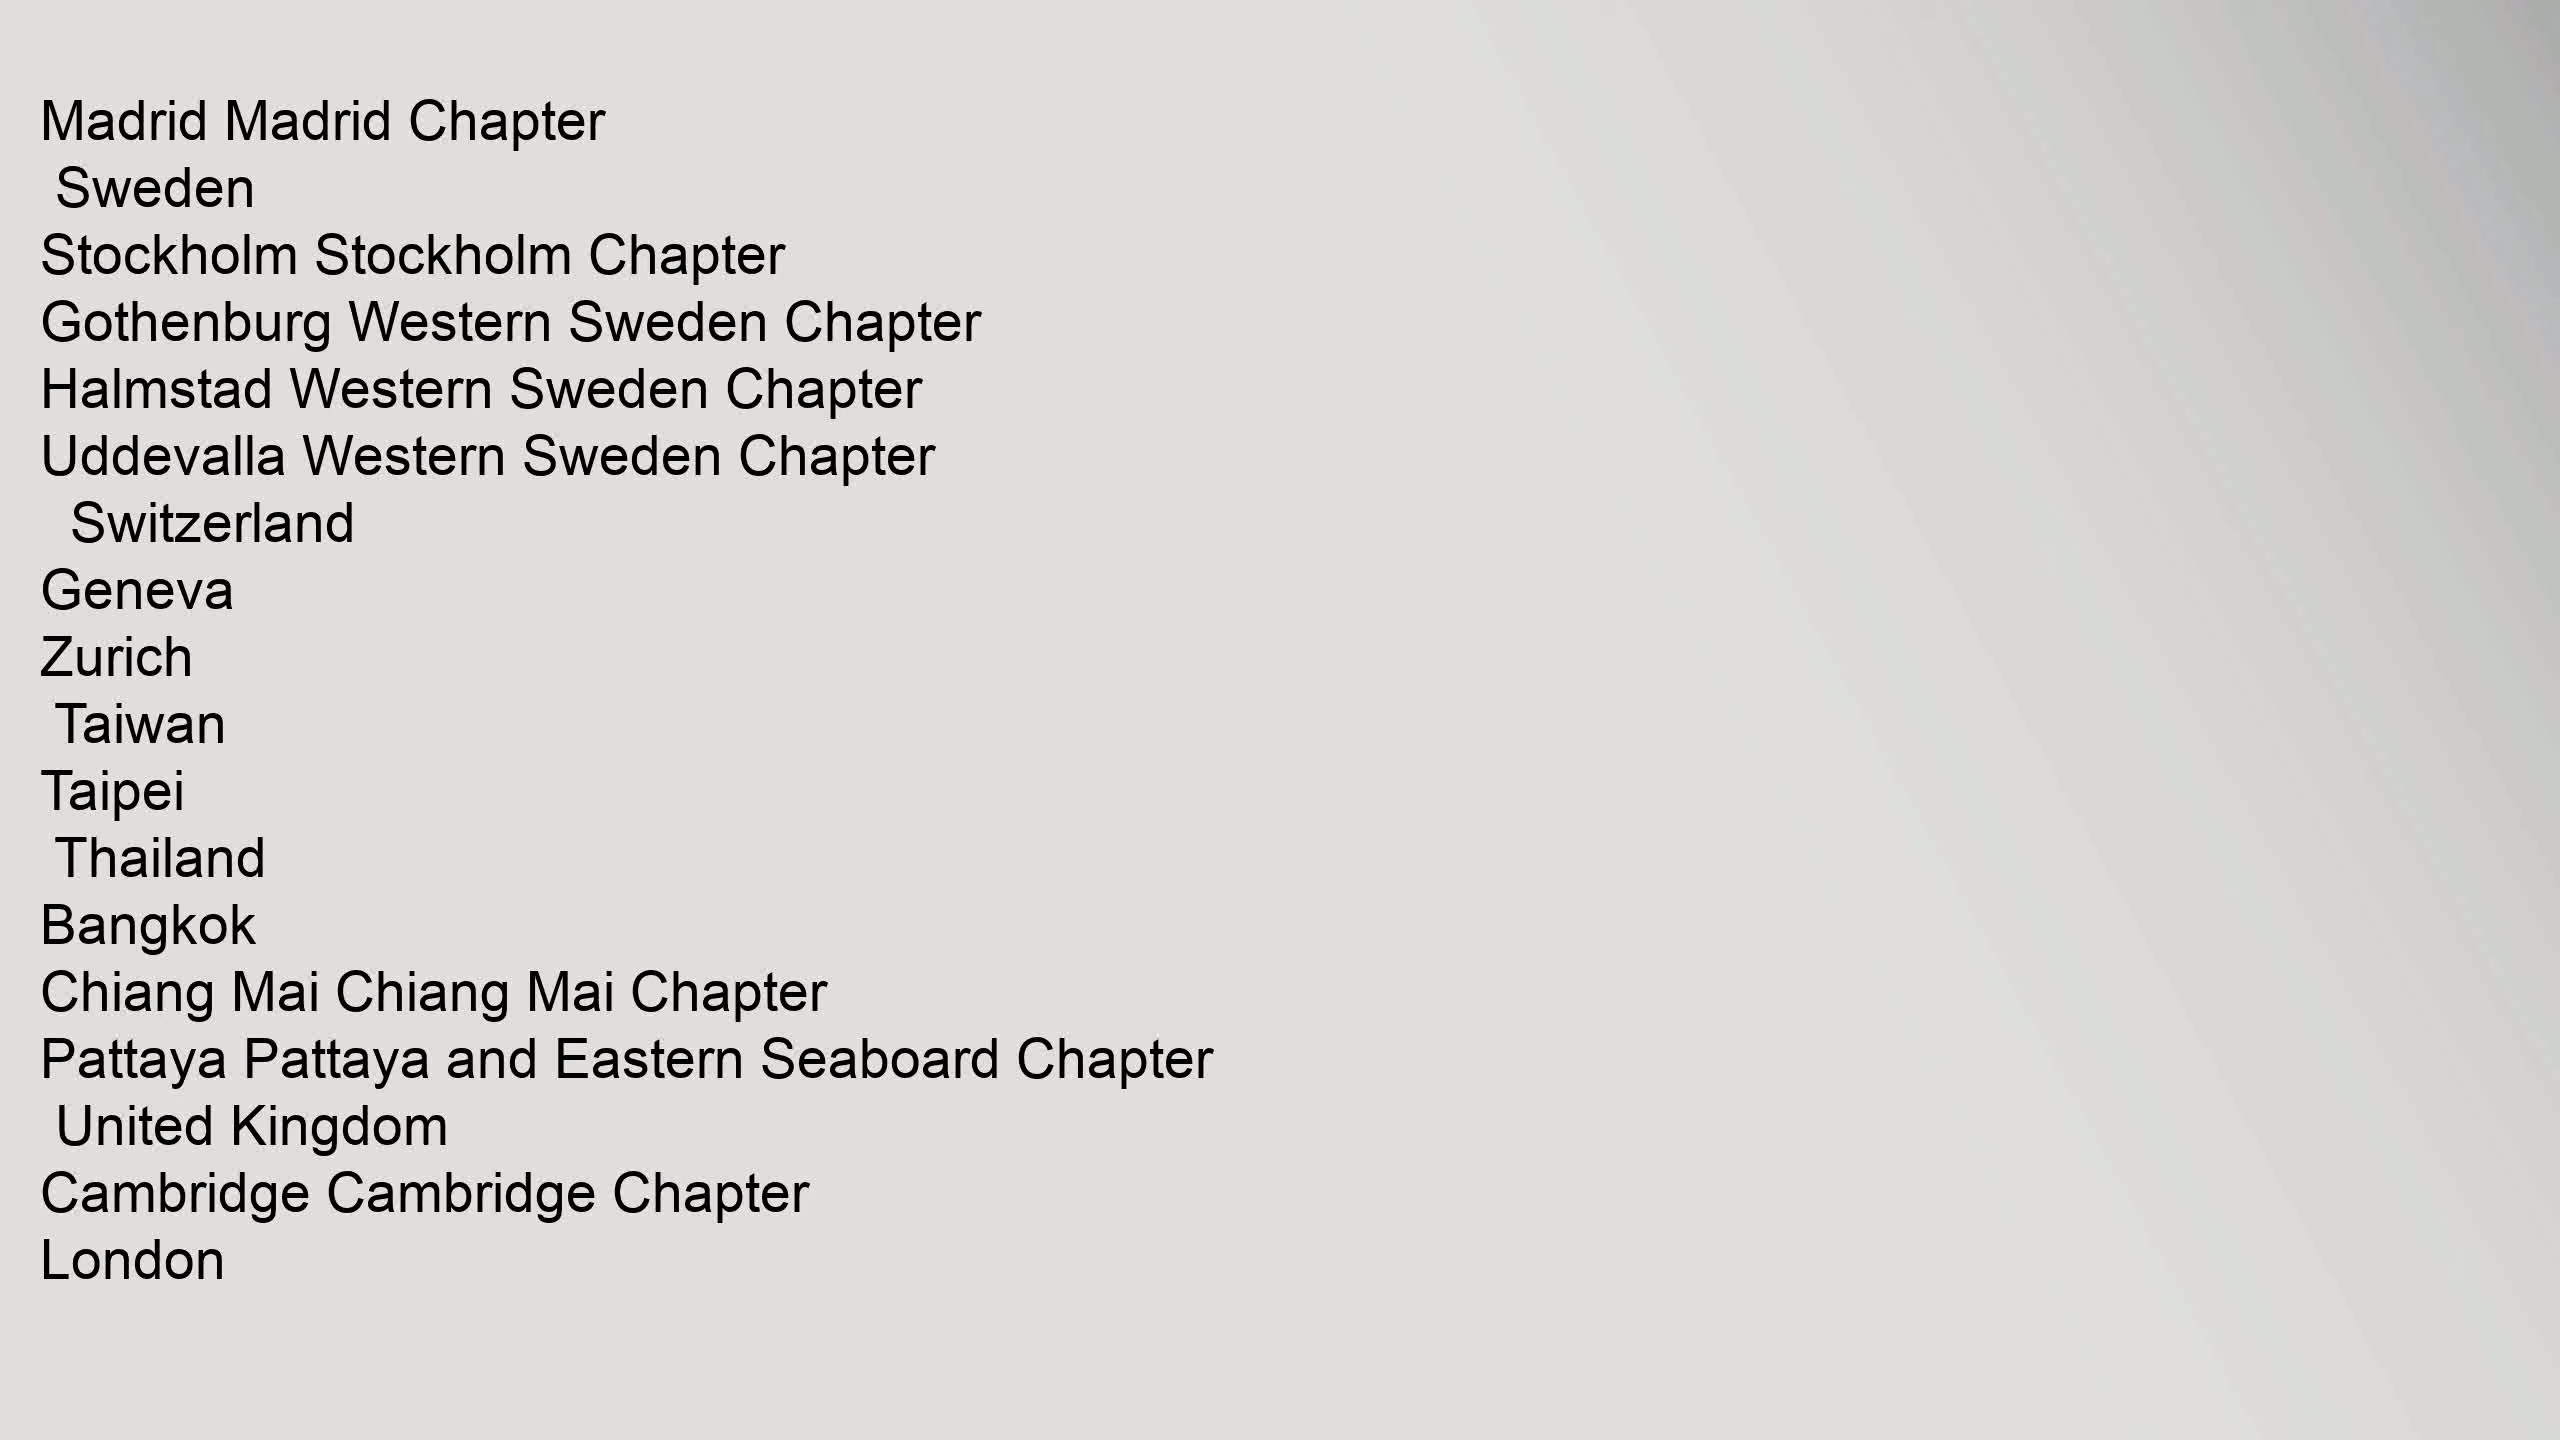 Madrid Madrid Chapter
Sweden
Stockholm Stockholm Chapter
Gothenburg Western Sweden Chapter
Halmstad Western Sweden Chapter
Uddevalla Western Sweden Chapter
Switzerland
Geneva
Zurich
Taiwan
Taipei
Thailand
Bangkok
Chiang Mai Chiang Mai Chapter
Pattaya Pattaya and Eastern Seaboard Chapter
United Kingdom
Cambridge Cambridge Chapter
London